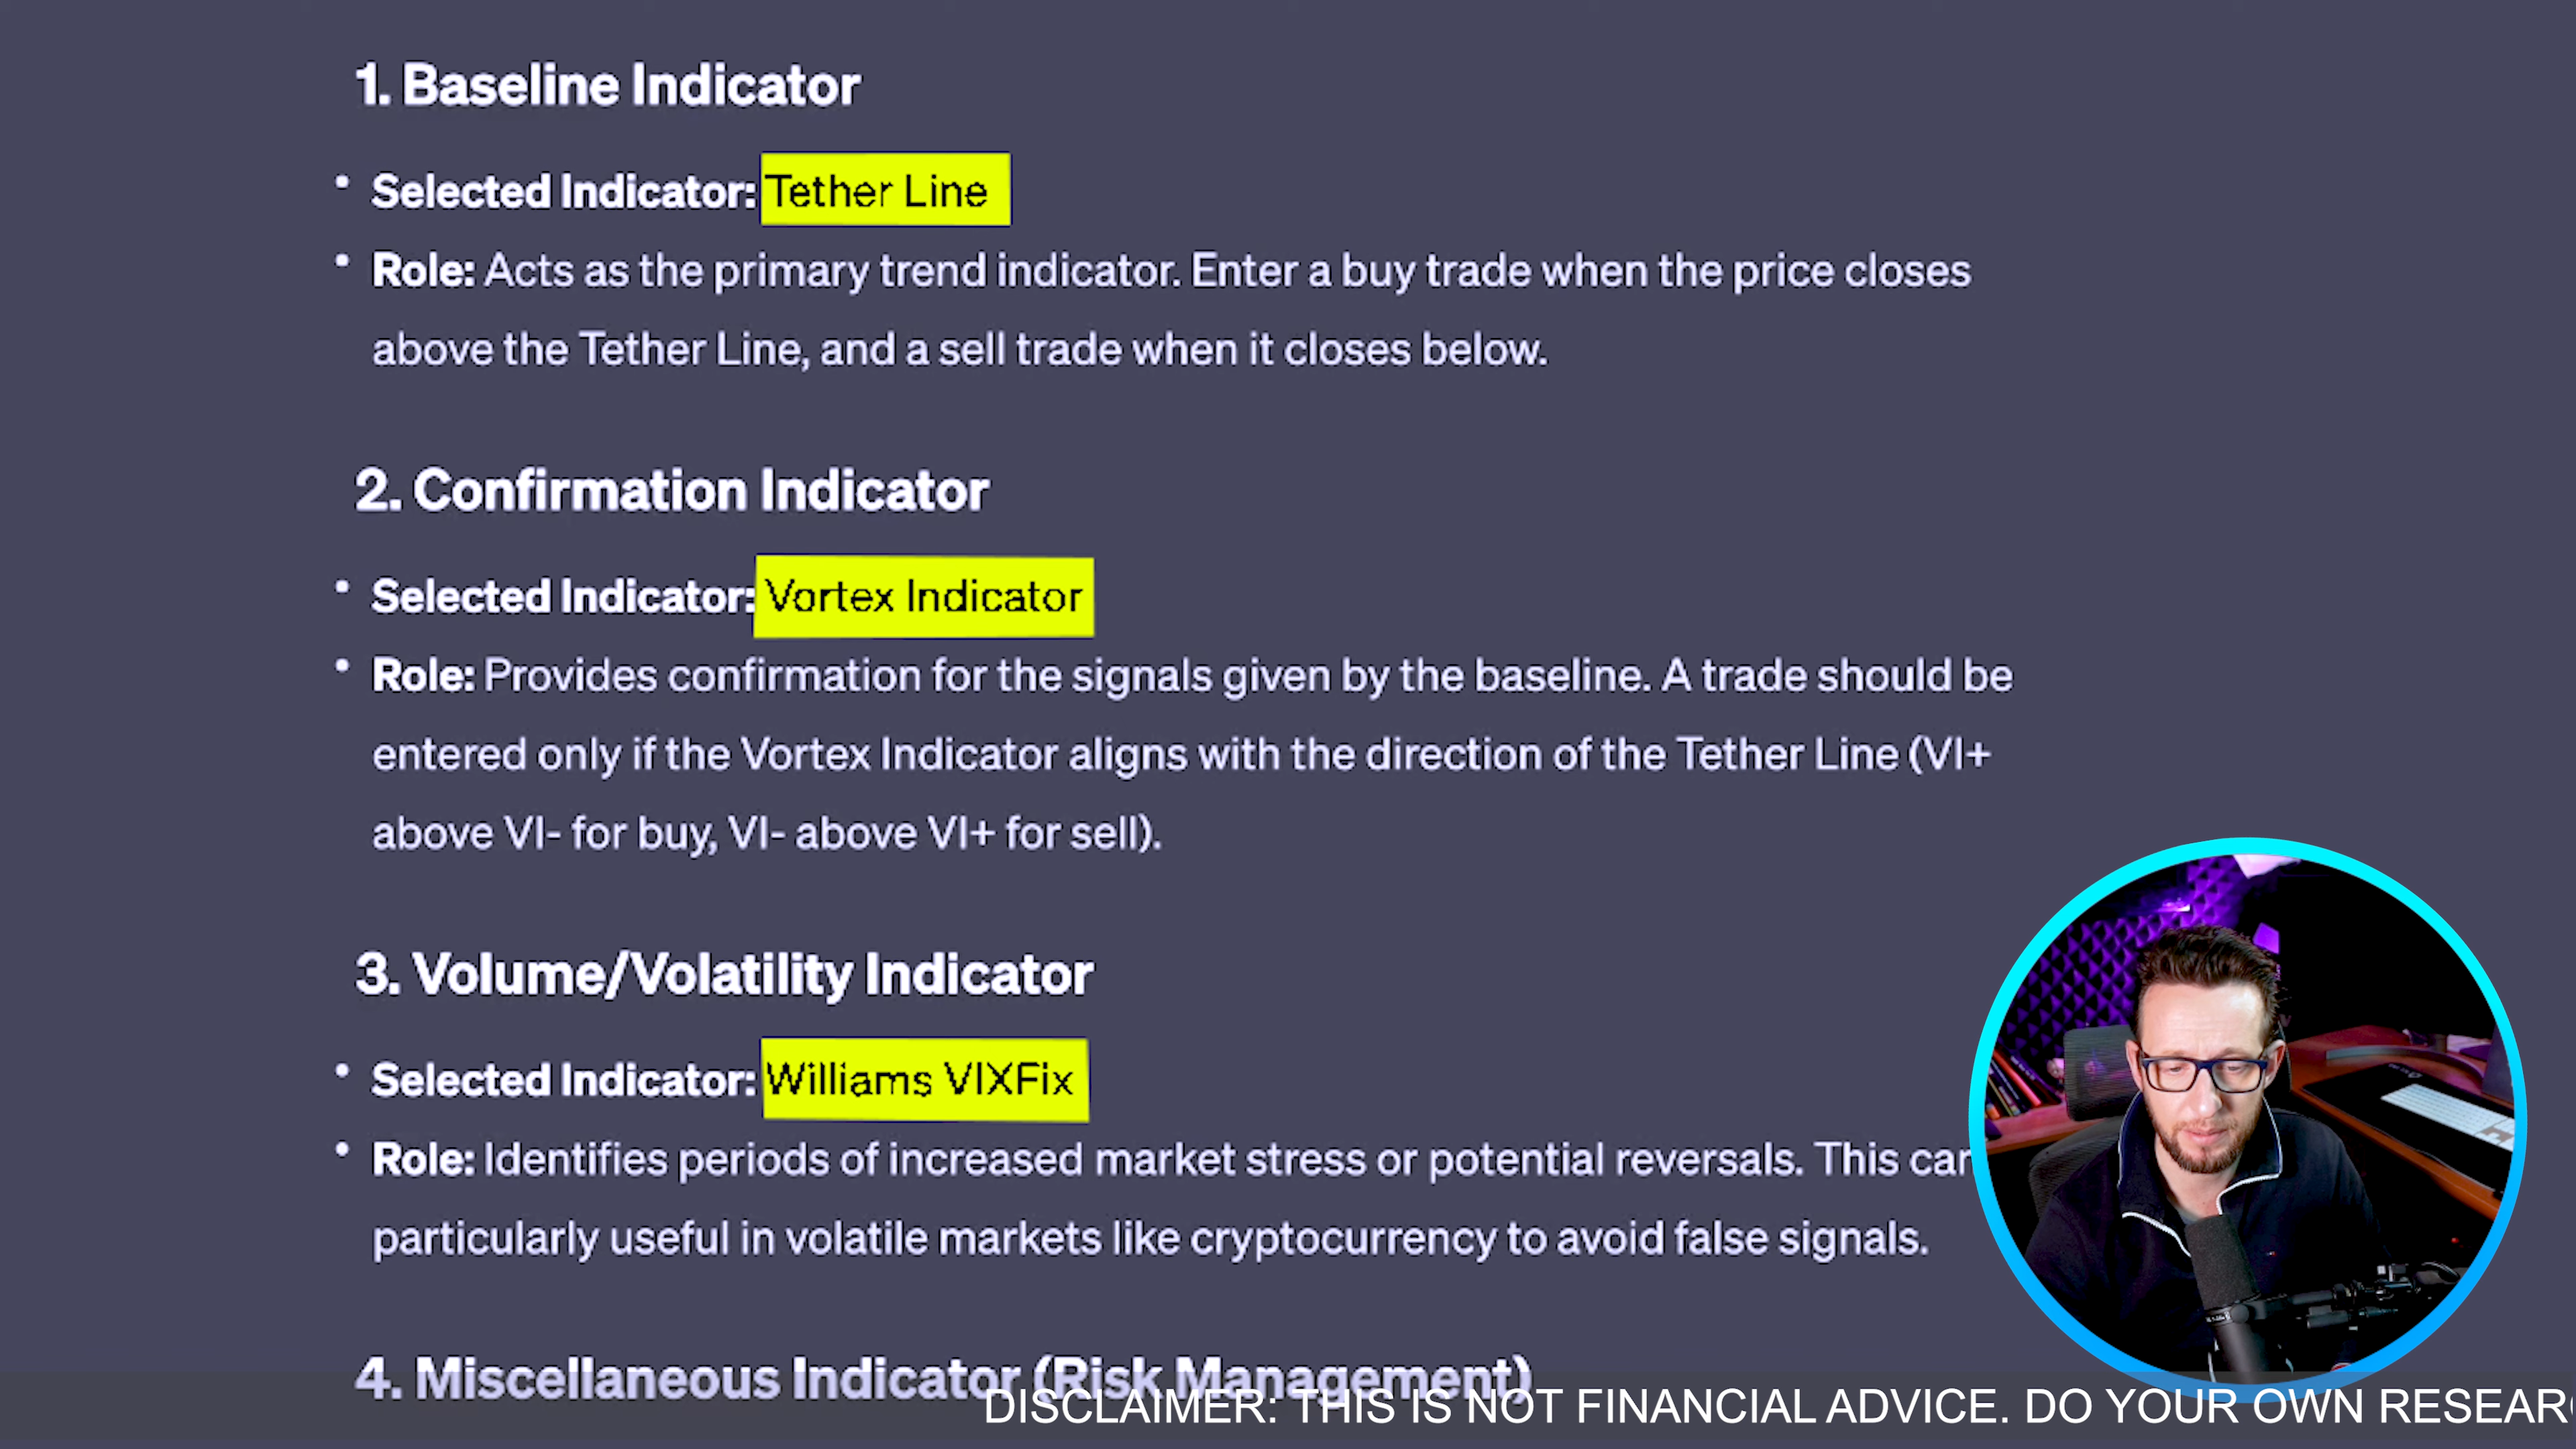 1. Baseline Indicator
• Selected Indicator: Tether Line
• Role: Acts as the primary trend indicator. Enter a buy trade when the price closes
above the Tether Line, and a sell trade when it closes below.
2. Confirmation Indicator
• Selected Indicator: Vortex Indicator
• Role: Provides confirmation for the signals given by the baseline. A trade should be
entered only if the Vortex Indicator aligns with the direction of the Tether Line (VI+
above VI- for buy, VI- above VI+ for sell).
3. Volume/Volatility Indicator
• Selected Indicator: Williams VIXFix
• Role: Identifies periods of increased market stress or potential reversals. This
particularly useful in volatile markets like cryptocurrency to avoid false signals.
4. Miscellaneous Indicator (Risk Management)
DISCLAIMER: THIS IS NOT FINANCIAL ADVICE. DO YOUR OWN